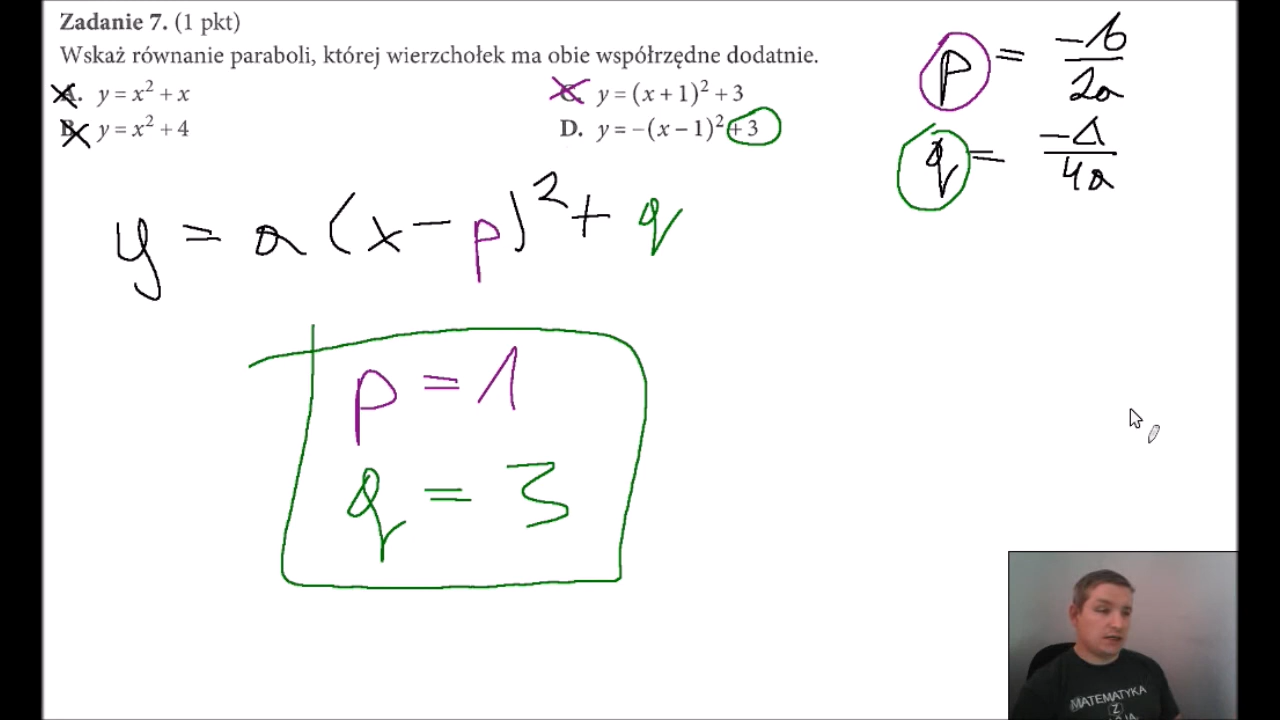 Zadanie 7. (1 pkt)
Wskaż równanie paraboli, której wierzchołek ma obie współrzędne dodatnie.
A. y = x² + x
B. y = x² + 4
C. y = (x + 1)² + 3
D. y = −(x − 1)² + 3
p = -b/2a
q = -Δ/4a
y = a(x - p)² + q
p = 1
q = 3
MATEMATYKA
Z